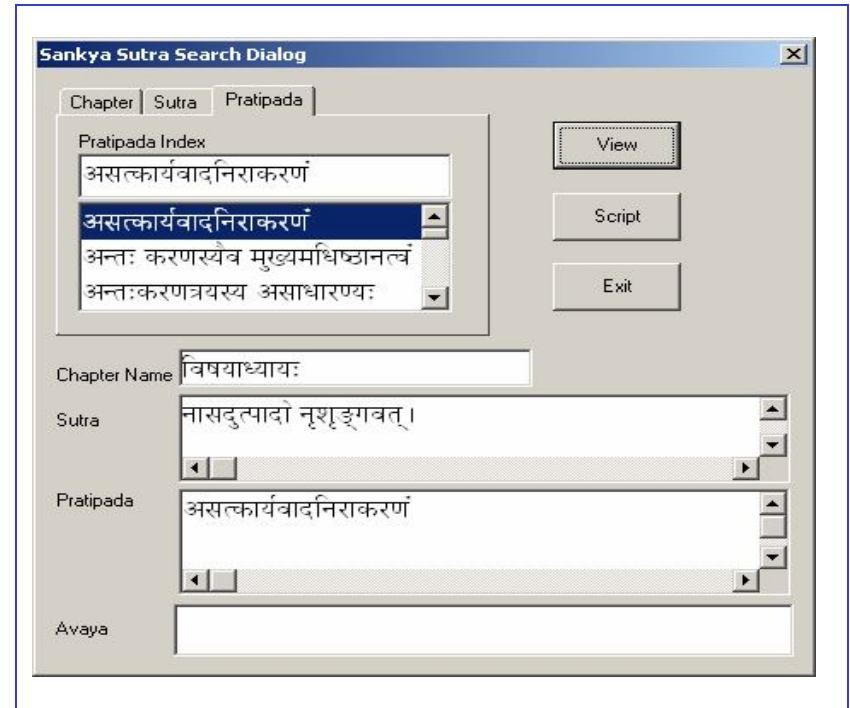 Sankya Sutra Search Dialog
Chapter Sutra Pratipada
Pratipada Index
असत्कार्यवादनिराकरणं
असत्कार्यवादनिराकरणं
अन्तः करणस्यैव मुख्यमधिष्ठानत्वं
अन्तःकरणत्रयस्य असाधारण्यः
View
Script
Exit
Chapter Name विषयाध्यायः
Sutra नासदुत्पादो नृशृङ्गवत्।
Pratipada असत्कार्यवादनिराकरणं
Avaya